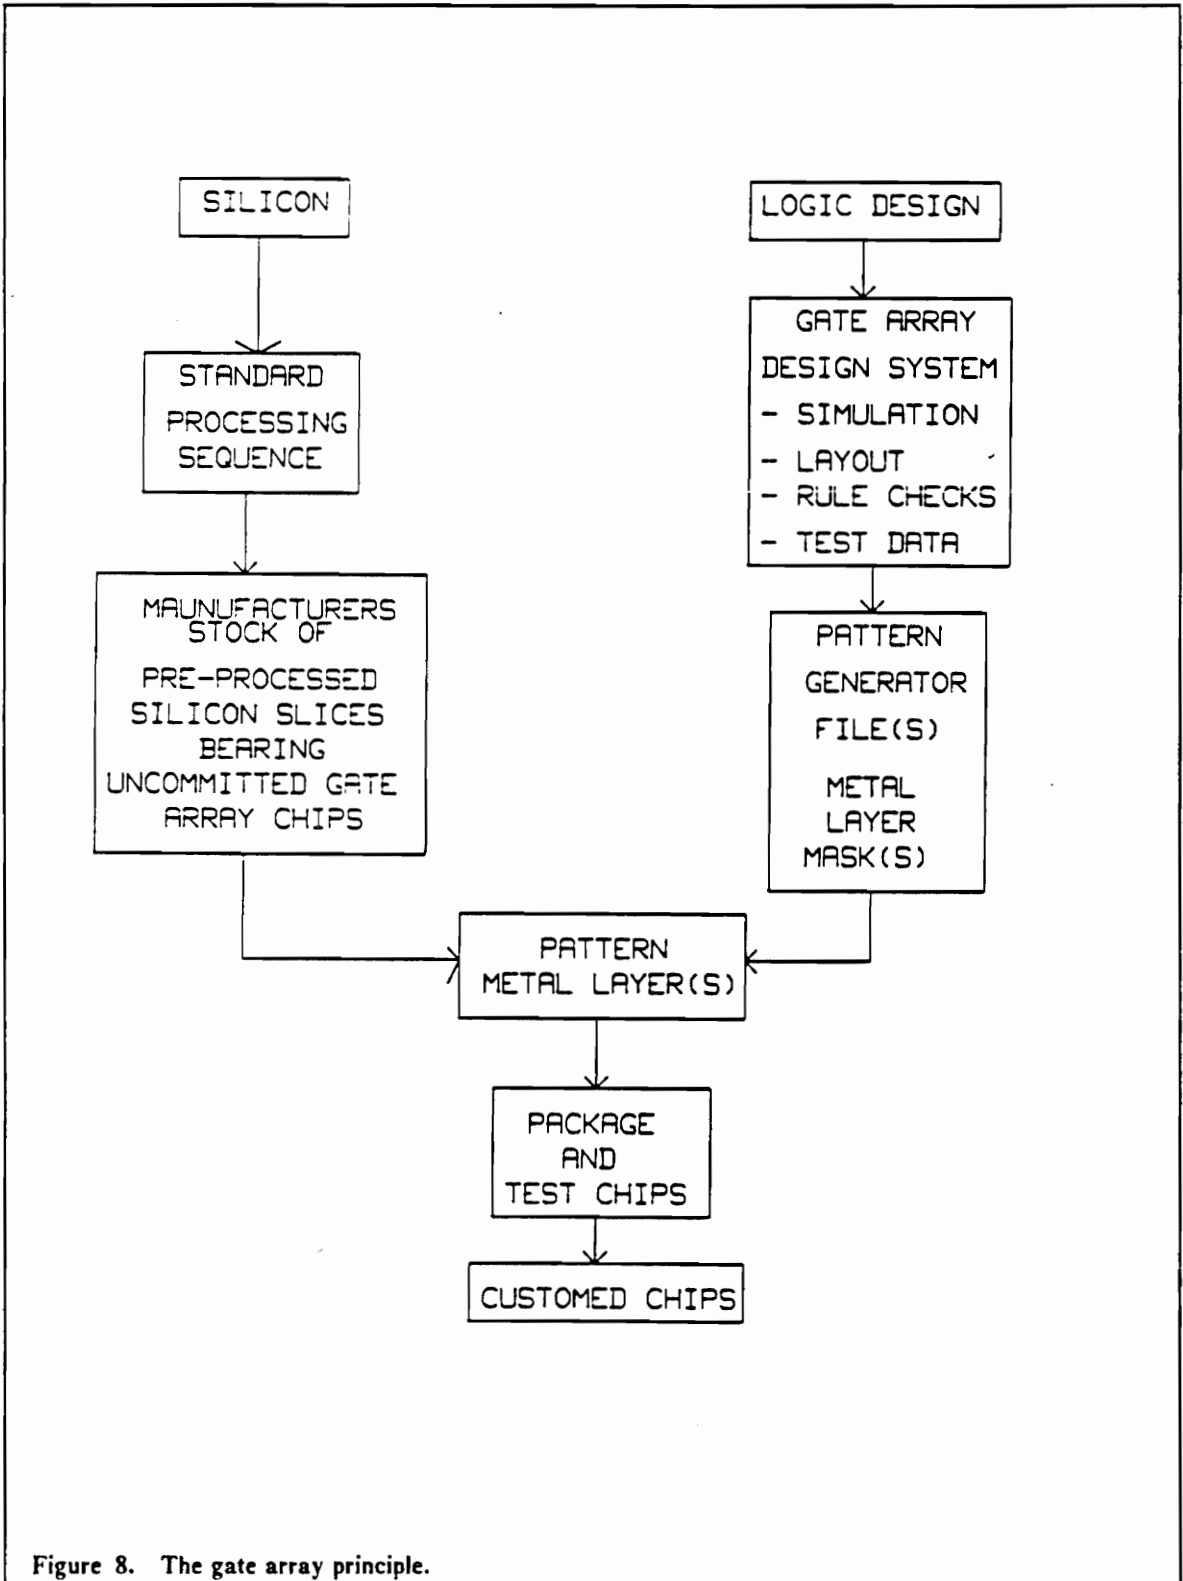 SILICON
STANDARD
PROCESSING
SEQUENCE
MAUNUFACTURERS
STOCK OF
PRE-PROCESSED
SILICON SLICES
BEARING
UNCOMMITTED GATE
ARRAY CHIPS
LOGIC DESIGN
GATE ARRAY
DESIGN SYSTEM
- SIMULATION
- LAYOUT
- RULE CHECKS
- TEST DATA
PATTERN
GENERATOR
FILE(S)
METAL
LAYER
MASK(S)
PATTERN
METAL LAYER(S)
PACKAGE
AND
TEST CHIPS
CUSTOMED CHIPS
Figure 8. The gate array principle.